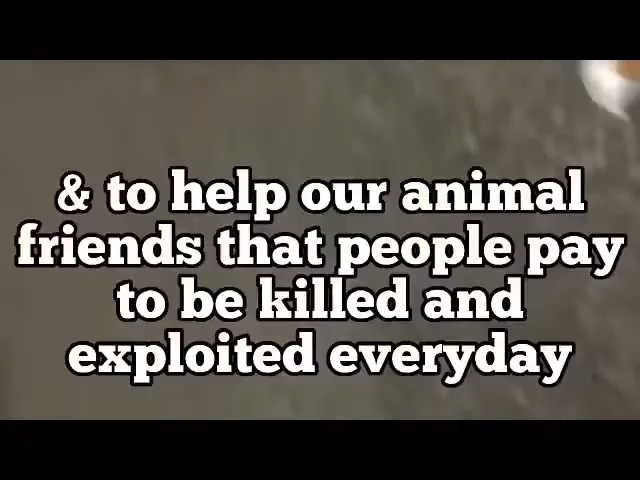 & to help our animal
friends that people pay
to be killed and
exploited everyday